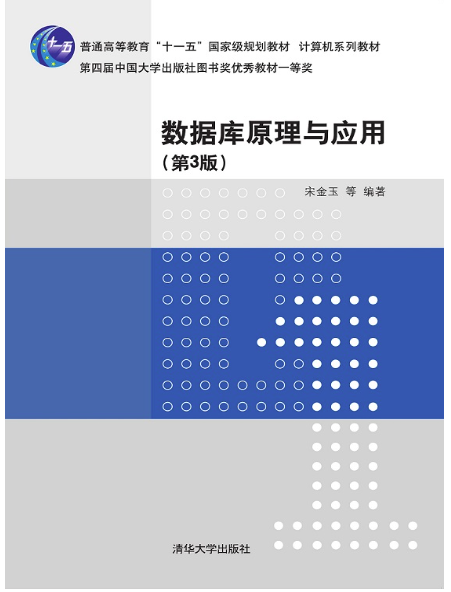 十一五
普通高等教育“十一五”国家级规划教材 计算机系列教材
第四届中国大学出版社图书奖优秀教材一等奖
数据库原理与应用
（第3版）
宋金玉 等 编著
清华大学出版社